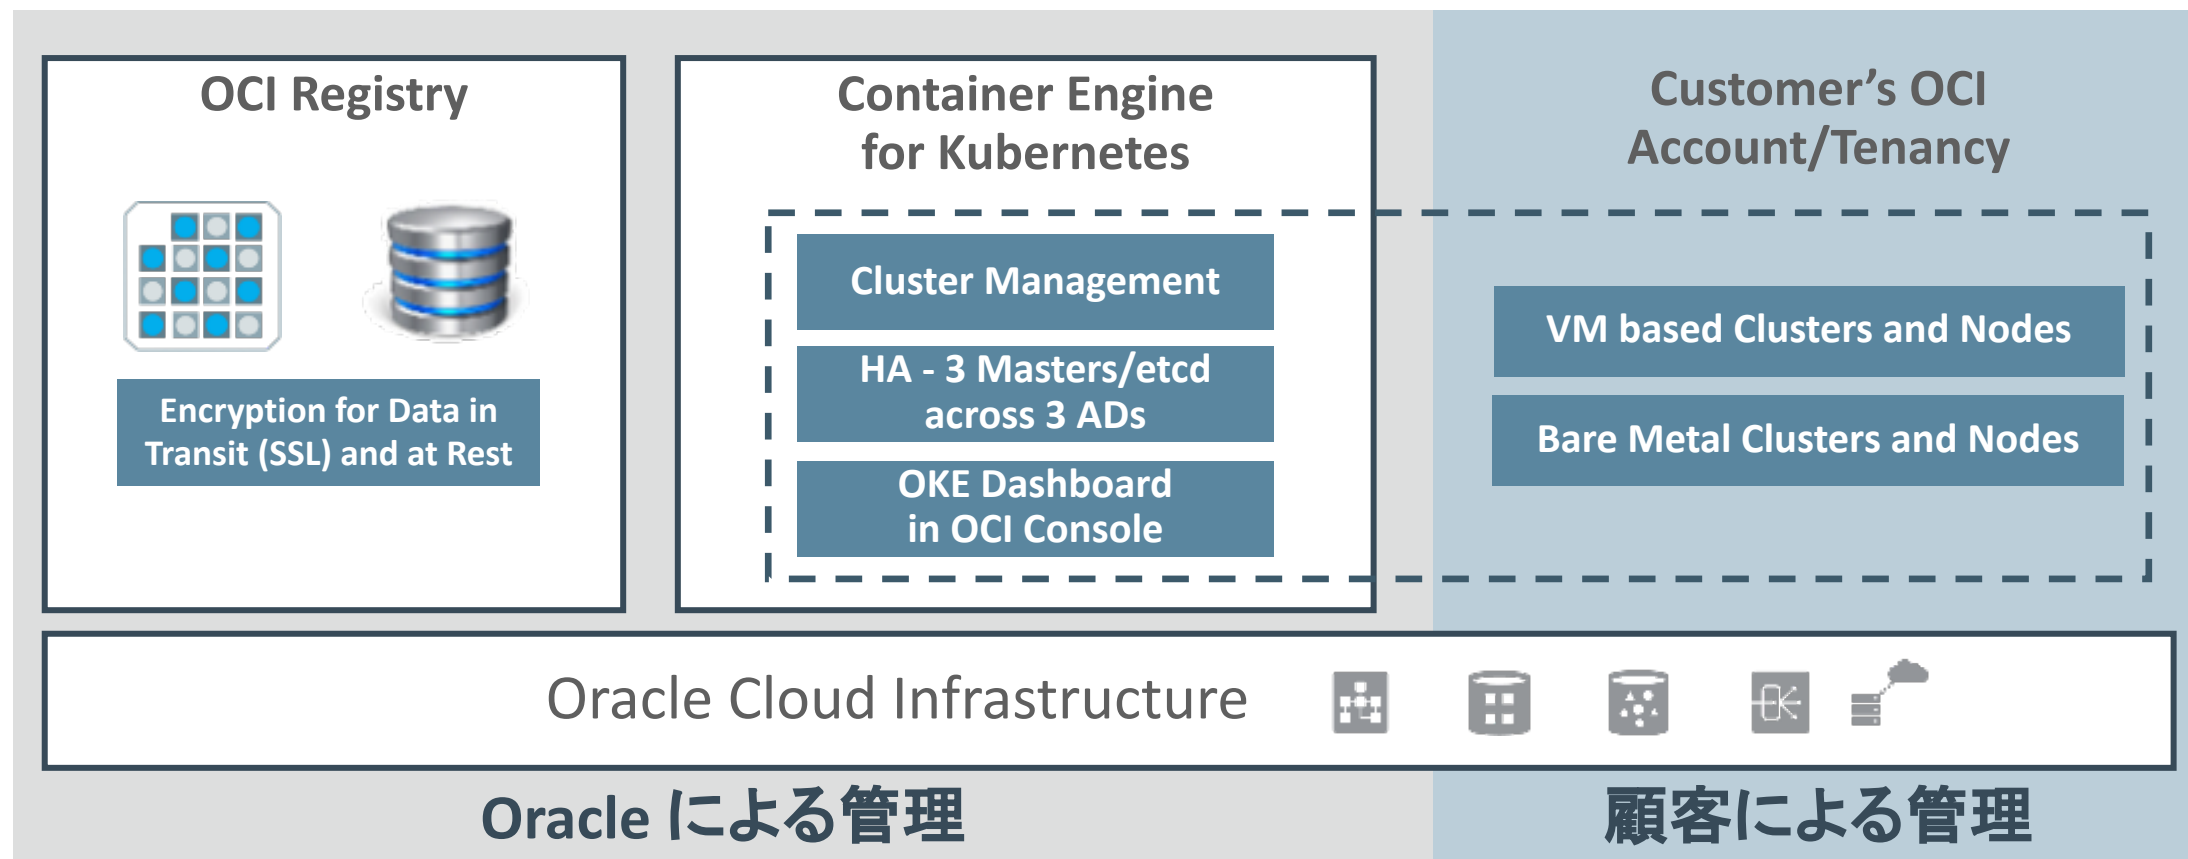 OCI Registry
Encryption for Data in
Transit (SSL) and at Rest
Container Engine
for Kubernetes
Cluster Management
HA - 3 Masters/etcd
across 3 ADs
OKE Dashboard
in OCI Console
Customer’s OCI
Account/Tenancy
VM based Clusters and Nodes
Bare Metal Clusters and Nodes
Oracle Cloud Infrastructure
Oracle による管理
顧客による管理